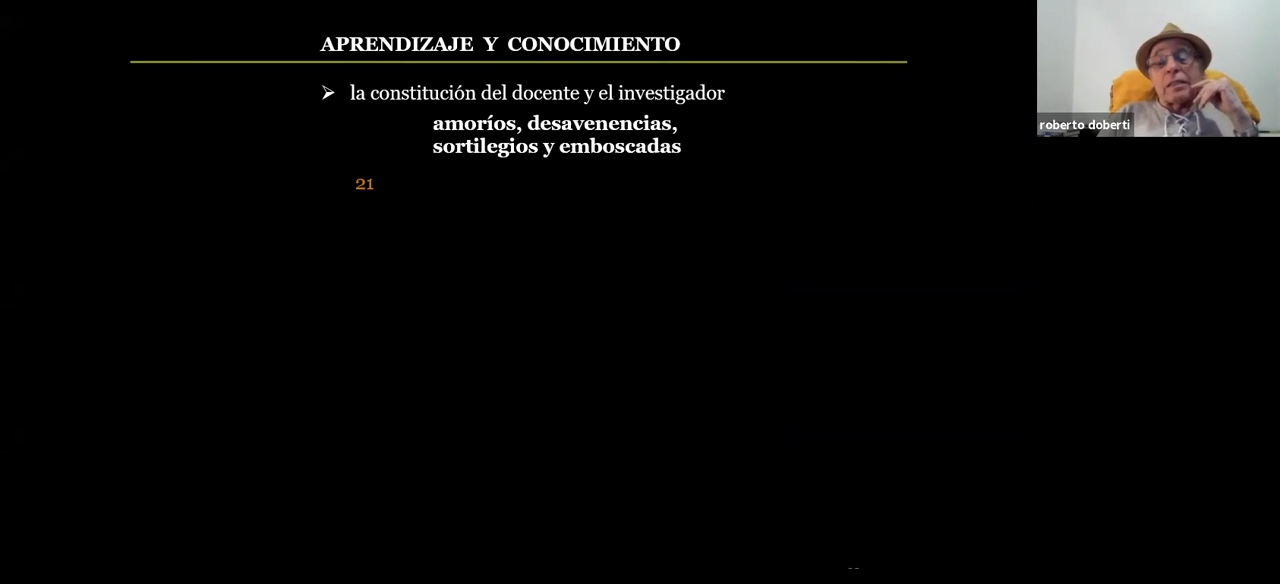 APRENDIZAJE Y CONOCIMIENTO
➢ la constitución del docente y el investigador
amoríos, desavenencias,
sortilegios y emboscadas
21
roberto doberti